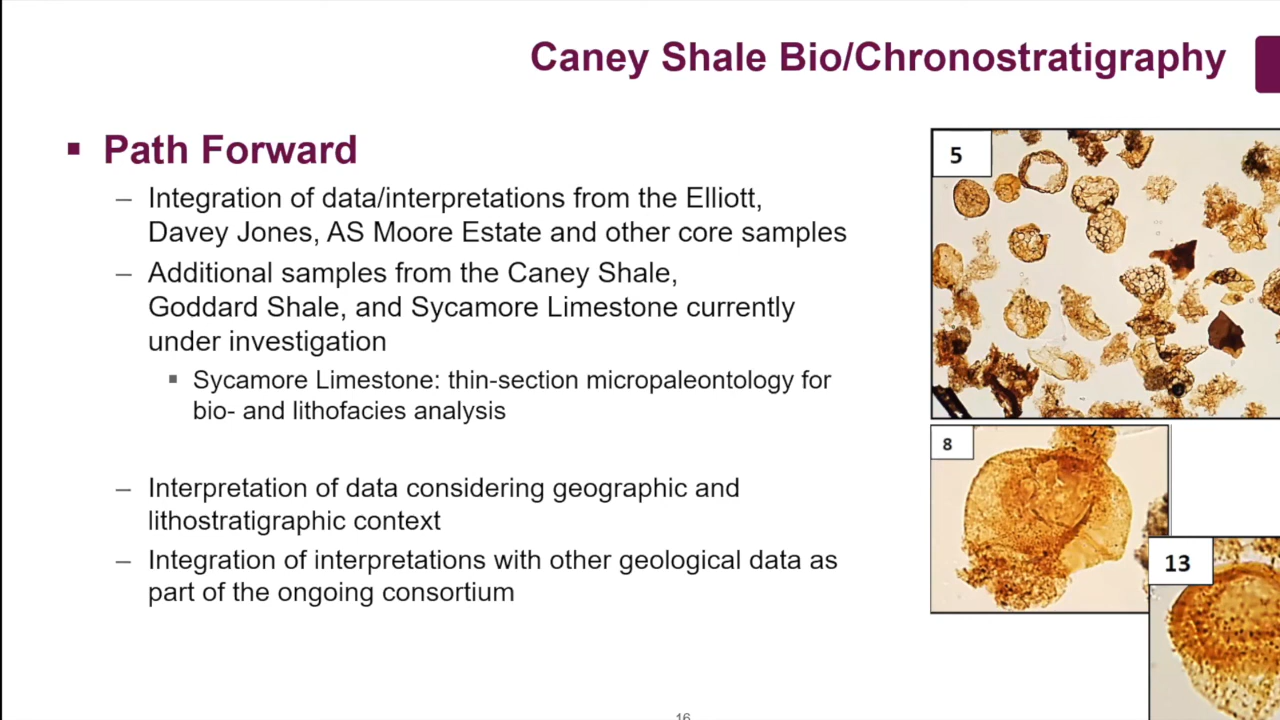 Caney Shale Bio/Chronostratigraphy
▪ Path Forward
– Integration of data/interpretations from the Elliott,
Davey Jones, AS Moore Estate and other core samples
– Additional samples from the Caney Shale,
Goddard Shale, and Sycamore Limestone currently
under investigation
▪ Sycamore Limestone: thin-section micropaleontology for
bio- and lithofacies analysis
– Interpretation of data considering geographic and
lithostratigraphic context
– Integration of interpretations with other geological data as
part of the ongoing consortium
5
8
13
16